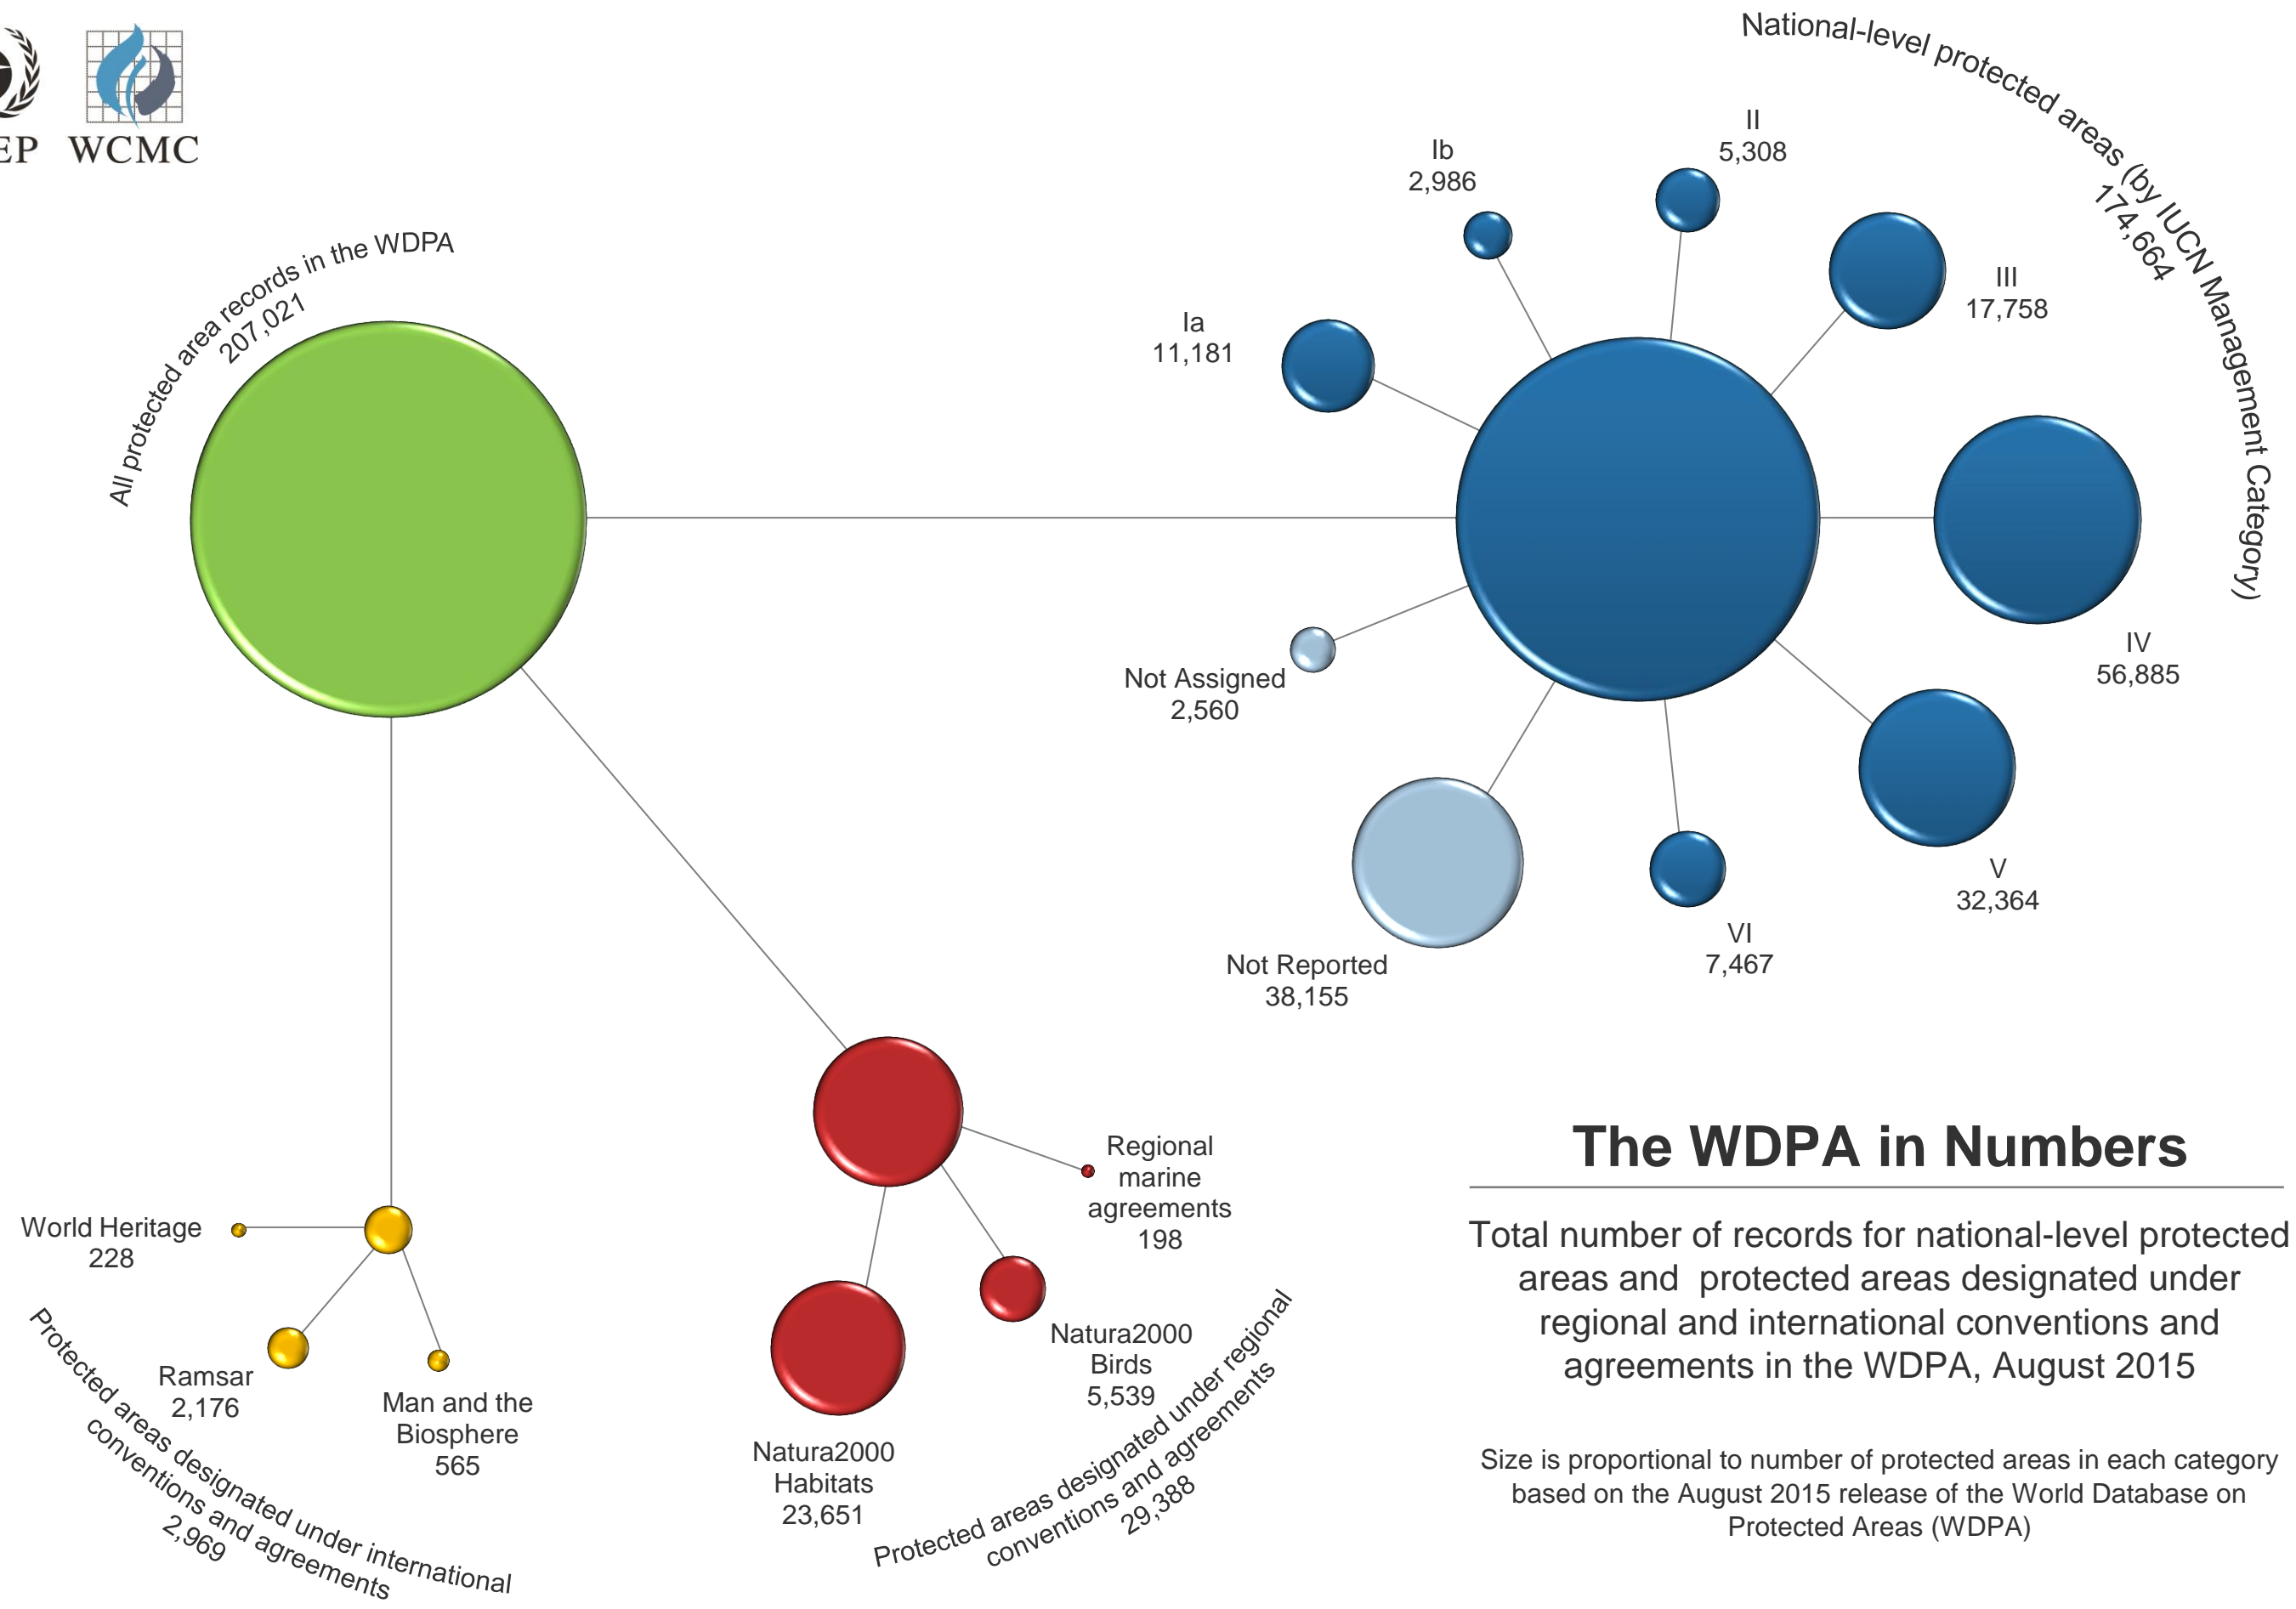 EP
WCMC
National-level protected areas (by IUCN Management Category)
174,664
All protected area records in the WDPA
207,021
Ia
11,181
Ib
2,986
II
5,308
III
17,758
IV
56,885
V
32,364
VI
7,467
Not Reported
38,155
Not Assigned
2,560
World Heritage
228
Ramsar
2,176
Man and the
Biosphere
565
Protected areas designated under international
conventions and agreements
2,969
Regional
marine
agreements
198
Natura2000
Birds
5,539
Natura2000
Habitats
23,651
Protected areas designated under regional
conventions and agreements
29,388
The WDPA in Numbers
Total number of records for national-level protected
areas and  protected areas designated under
regional and international conventions and
agreements in the WDPA, August 2015
Size is proportional to number of protected areas in each category
based on the August 2015 release of the World Database on
Protected Areas (WDPA)